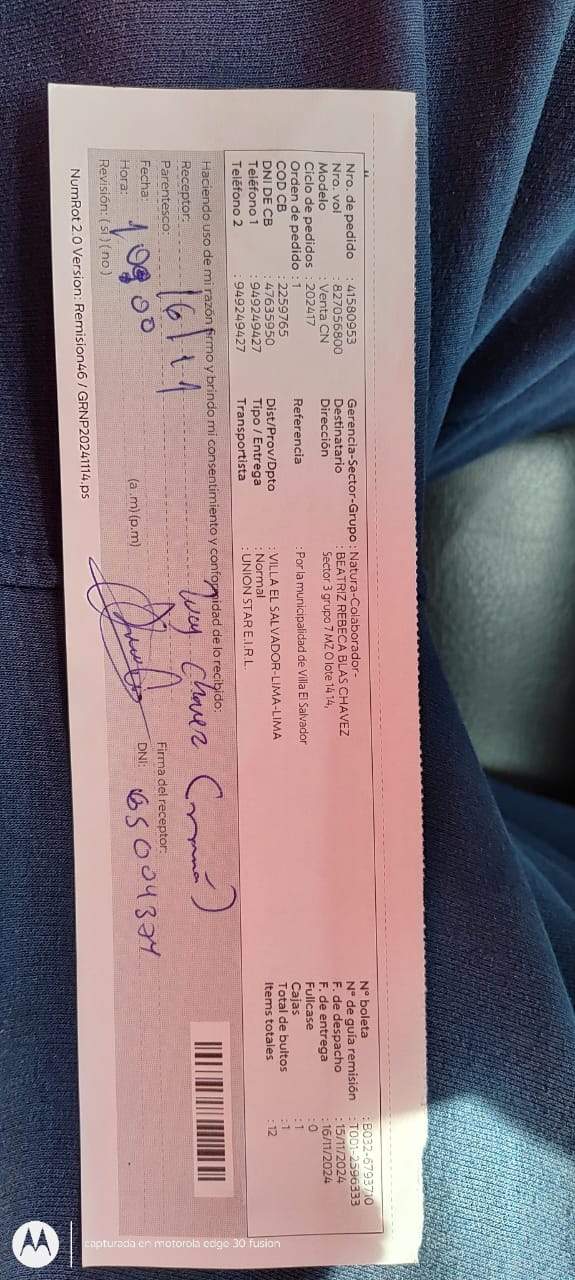 Nro. de pedido : 41580953
Nro. vol : 827056800
Modelo : Venta CN
Ciclo de pedidos : 202417
Orden de pedido : 1
COD CB : 2259765
DNI DE CB : 47635950
Teléfono 1 : 949249427
Teléfono 2 : 949249427
Gerencia-Sector-Grupo : Natura-Colaborador-
Destinatario : BEATRIZ REBECA BLAS CHAVEZ
Dirección Sector 3 grupo 7 MZ O lote 14 14,
Referencia : Por la municipalidad de Villa El Salvador
Dist/Prov/Dpto : VILLA EL SALVADOR-LIMA-LIMA
Tipo / Entrega : Normal
Transportista : UNION STAR E.I.R.L.
N° boleta : B032-6793710
N° de guía remisión : T001-2596333
F. de despacho : 15/11/2024
F. de entrega : 16/11/2024
Fullcase : 0
Cajas : 1
Total de bultos : 1
Items totales : 12
Haciendo uso de mi razón firmo y brindo mi consentimiento y conformidad de lo recibido:
Receptor: Chavez
Parentesco:
Firma del receptor:
Fecha: 16/11
Hora: (a .m) (p.m)
DNI:
Revisión: ( si ) ( no )
NumRot 2.0 Version: Remision46 / GRNP20241114.ps
capturada en motorola edge 30 fusion